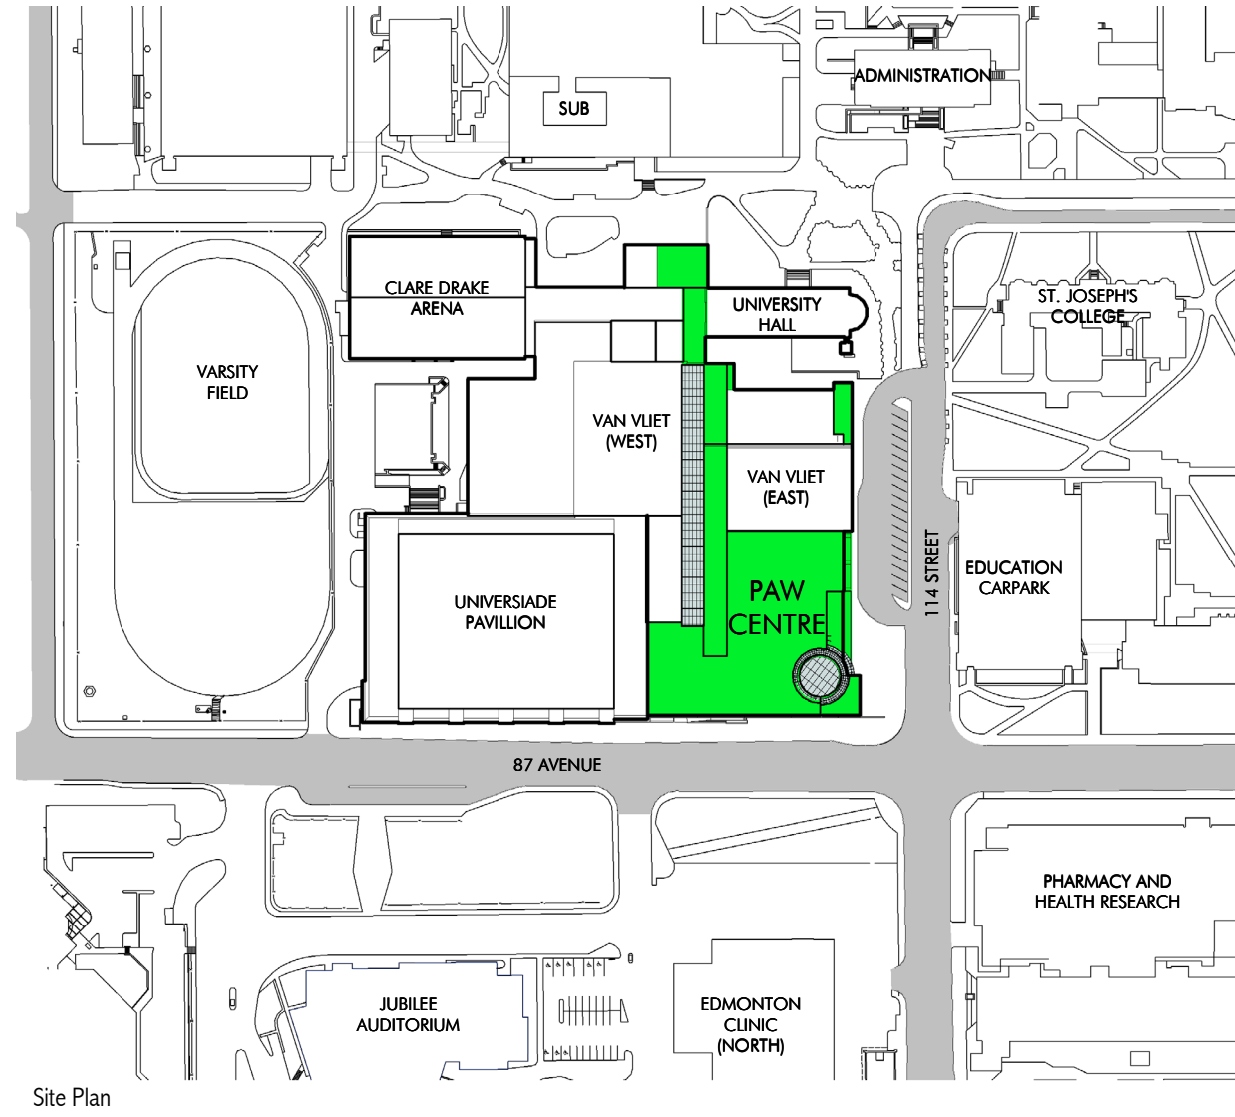 SUB
ADMINISTRATION
CLARE DRAKE
ARENA
UNIVERSITY
HALL
ST. JOSEPH'S
COLLEGE
VARSITY
FIELD
VAN VLIET
(WEST)
VAN VLIET
(EAST)
114 STREET
EDUCATION
CARPARK
PAW
CENTRE
UNIVERSIADE
PAVILLION
87 AVENUE
PHARMACY AND
HEALTH RESEARCH
JUBILEE
AUDITORIUM
EDMONTON
CLINIC
(NORTH)
Site Plan